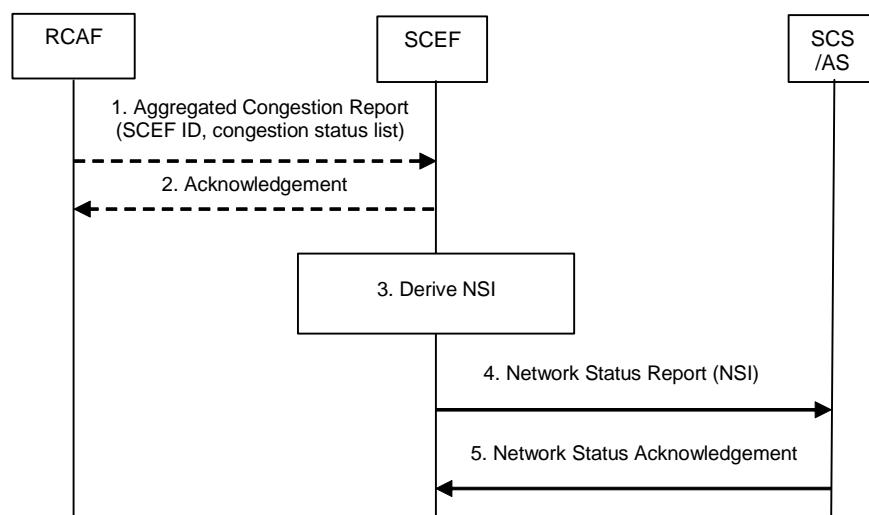 RCAF
SCEF
SCS
/AS
1. Aggregated Congestion Report
(SCEF ID, congestion status list)
2. Acknowledgement
3. Derive NSI
4. Network Status Report (NSI)
5. Network Status Acknowledgement